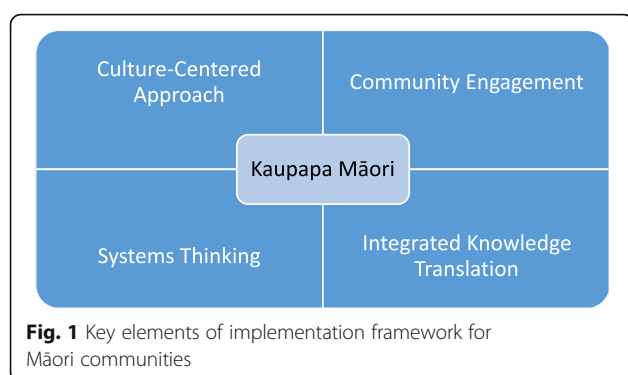 Culture-Centered
Approach
Community Engagement
Kaupapa Māori
Systems Thinking
Integrated Knowledge
Translation
Fig. 1 Key elements of implementation framework for
Māori communities